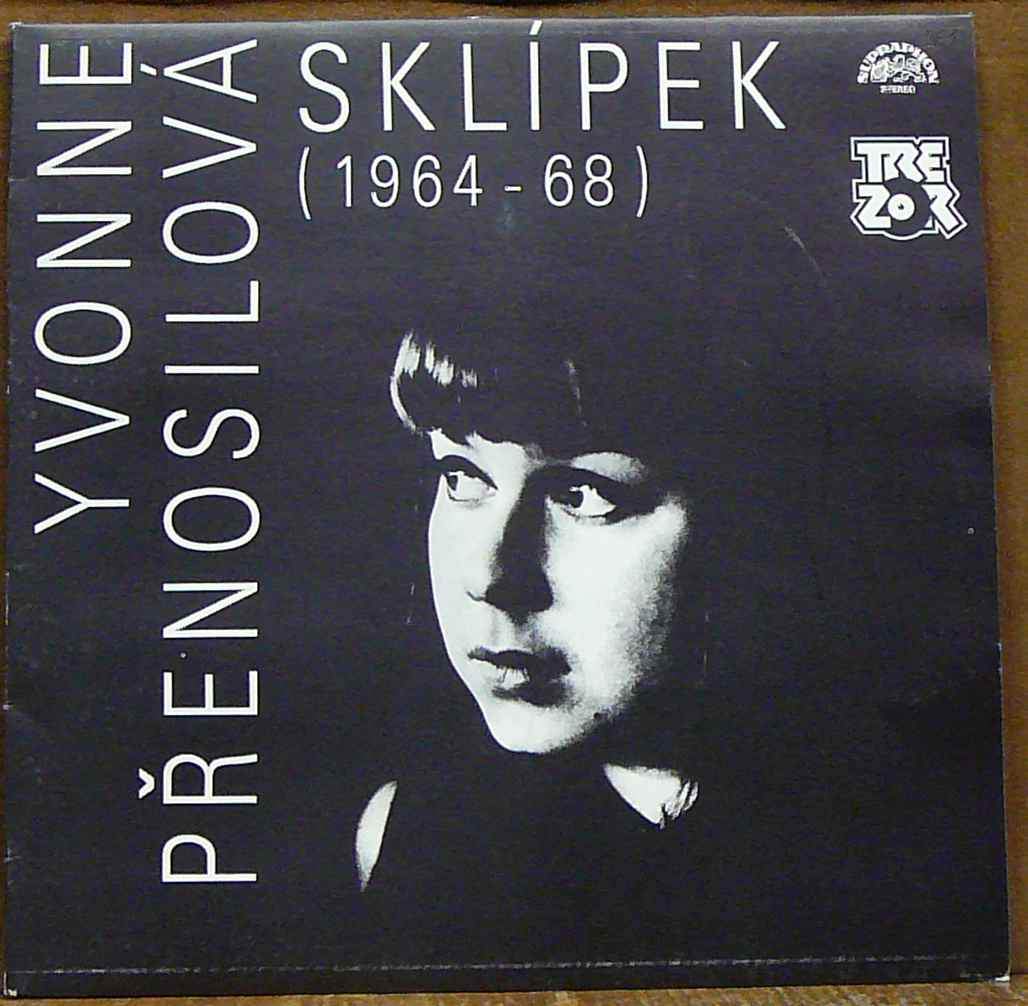 YVONNE
PŘENOSILOVÁ
SKLÍPEK
(1964-68)
SUPRAPHON
STEREO
TREZOR